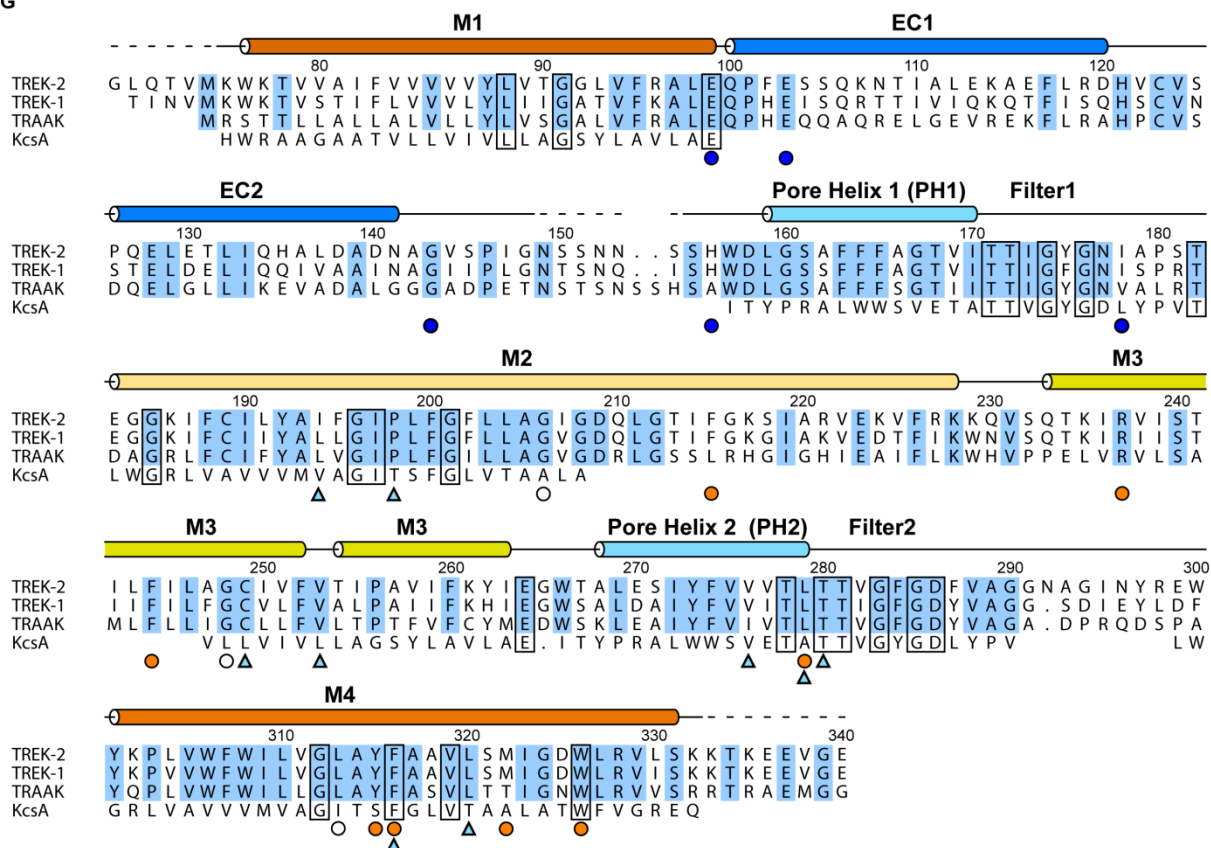 G
M1 EC1
80 90 100 110 120
TREK-2 G L Q T V M K W K T V V A I F V V V V V Y L V T G G L V F R A L E Q P F E S S Q K N T I A L E K A E F L R D H V C V S
TREK-1 T I N V M K W K T V S T I F L V V V L Y L I I G A T V F K A L E Q P H E I S Q R T T I V I Q K Q T F I S Q H S C V N
TRAAK M R S T T L L A L L A L V L L Y L V S G A L V F R A L E Q P H E Q Q A Q R E L G E V R E K F L R A H P C V S
KcsA H W R A A G A A T V L L V I V L L A G S Y L A V L A E
EC2 Pore Helix 1 (PH1) Filter1
130 140 150 160 170 180
TREK-2 P Q E L E T L I Q H A L D A D N A G V S P I G N S S N N . . S S H W D L G S A F F F A G T V I T T I G Y G N I A P S T
TREK-1 S T E L D E L I Q Q I V A A I N A G I I P L G N T S N Q . . I S H W D L G S S F F F A G T V I T T I G F G N I S P R T
TRAAK D Q E L G L L I K E V A D A L G G G A D P E T N S T S N S S H S A W D L G S A F F F S G T I I T T I G Y G N V A L R T
KcsA I T Y P R A L W W S V E T A T T V G Y G D L Y P V T
M2 M3
190 200 210 220 230 240
TREK-2 E G G K I F C I L Y A I F G I P L F G F L L A G I G D Q L G T I F G K S I A R V E K V F R K K Q V S Q T K I R V I S T
TREK-1 E G G K I F C I I Y A L L G I P L F G F L L A G V G D Q L G T I F G K G I A K V E D T F I K W N V S Q T K I R I I S T
TRAAK D A G R L F C I F Y A L V G I P L F G I L L A G V G D R L G S S L R H G I G H I E A I F L K W H V P P E L V R V L S A
KcsA L W G R L V A V V V M V A G I T S F G L V T A A L A
M3 M3 Pore Helix 2 (PH2) Filter2
250 260 270 280 290 300
TREK-2 I L F I L A G C I V F V T I P A V I F K Y I E G W T A L E S I Y F V V V T L T T V G F G D F V A G G N A G I N Y R E W
TREK-1 I I F I L F G C V L F V A L P A I I F K H I E G W S A L D A I Y F V V I T L T T I G F G D Y V A G G . S D I E Y L D F
TRAAK M L F L L I G C L L F V L T P T F V F C Y M E D W S K L E A I Y F V I V T L T T V G F G D Y V A G A . D P R Q D S P A
KcsA V L L V I V L L A G S Y L A V L A E . I T Y P R A L W W S V E T A T T V G Y G D L Y P V L W
M4
310 320 330 340
TREK-2 Y K P L V W F W I L V G L A Y F A A V L S M I G D W L R V L S K K T K E E V G E
TREK-1 Y K P V V W F W I L V G L A Y F A A V L S M I G D W L R V I S K K T K E E V G E
TRAAK Y Q P L V W F W I L L G L A Y F A S V L T T I G N W L R V V S R R T R A E M G G
KcsA G R L V A V V V M V A G I T S F G L V T A A L A T W F V G R E Q